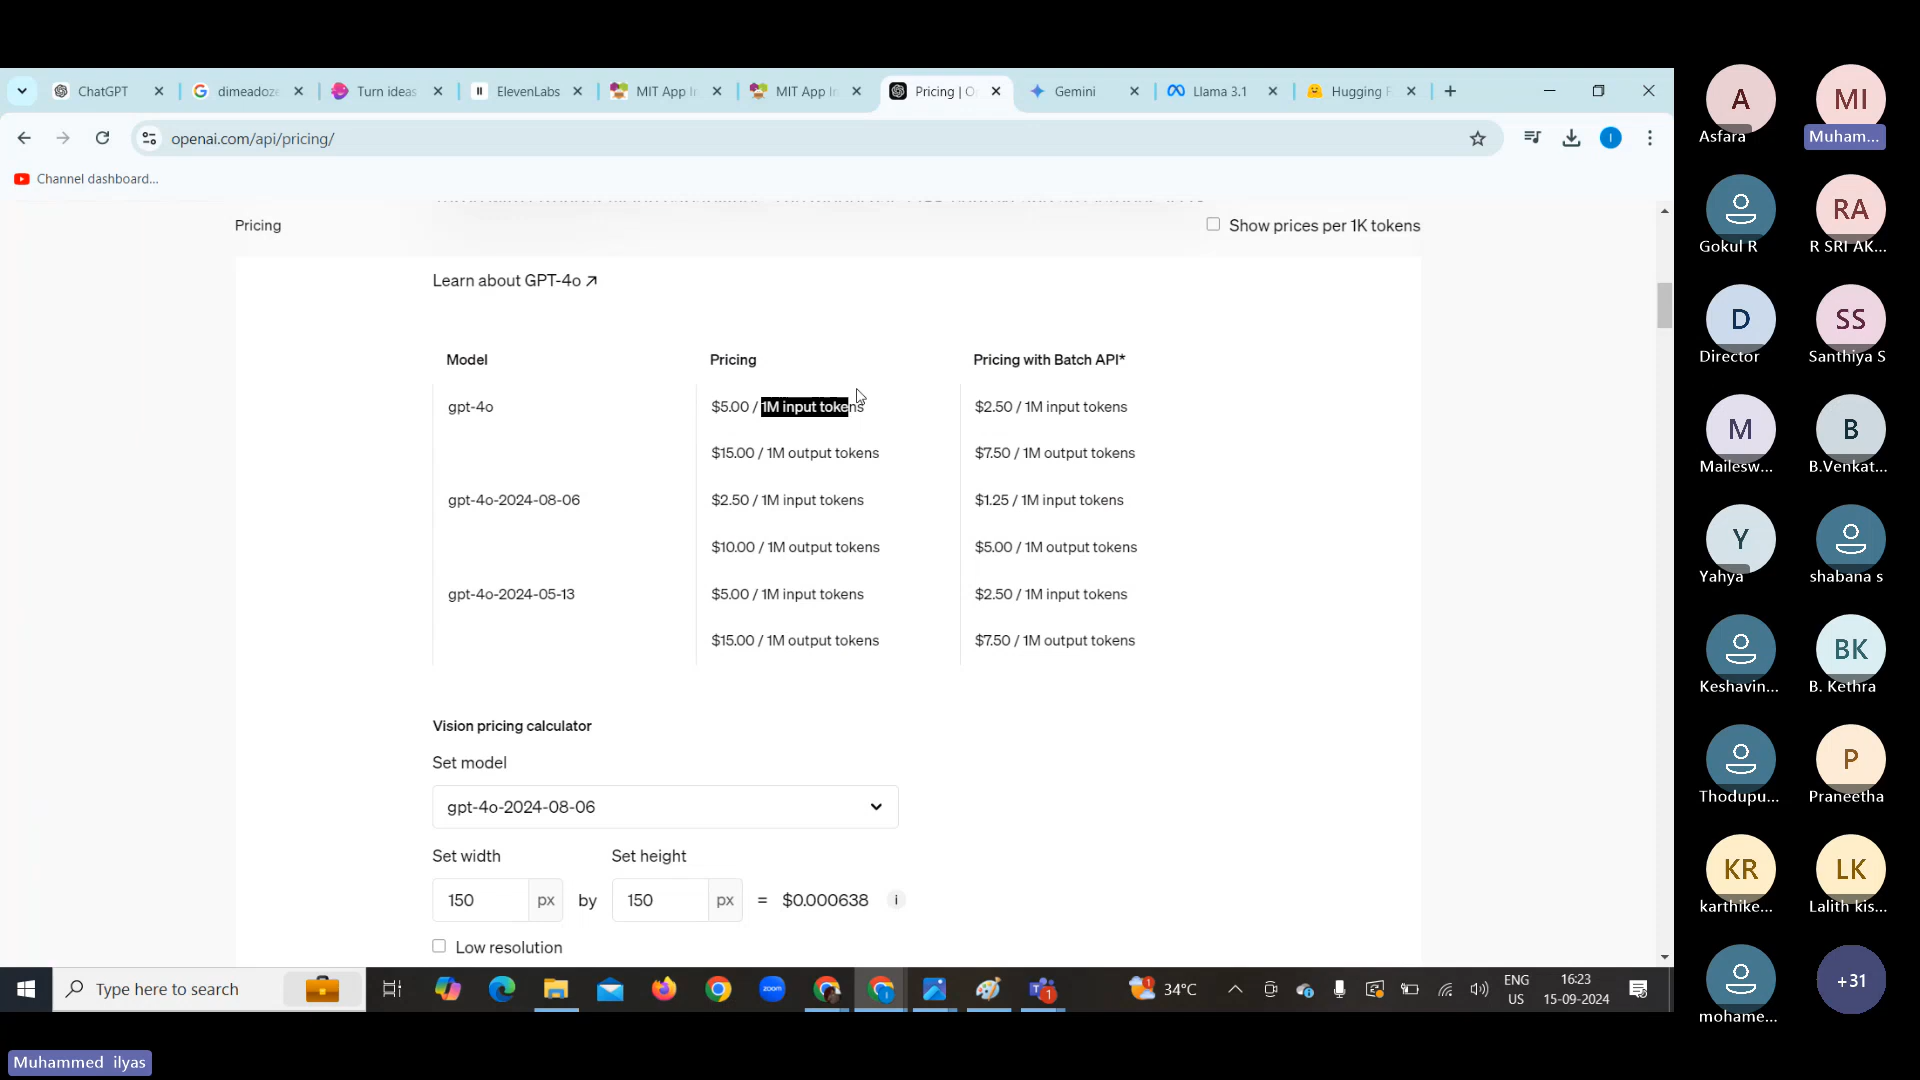 ChatGPT
dimeadoze
Turn ideas
ElevenLabs
MIT App In
MIT App In
Pricing | O
Gemini
Llama 3.1
Hugging F
openai.com/api/pricing/
I
Channel dashboard...
Pricing
Show prices per 1K tokens
Learn about GPT-4o ↗
Model Pricing Pricing with Batch API*
gpt-4o $5.00 / 1M input tokens $2.50 / 1M input tokens
$15.00 / 1M output tokens $7.50 / 1M output tokens
gpt-4o-2024-08-06 $2.50 / 1M input tokens $1.25 / 1M input tokens
$10.00 / 1M output tokens $5.00 / 1M output tokens
gpt-4o-2024-05-13 $5.00 / 1M input tokens $2.50 / 1M input tokens
$15.00 / 1M output tokens $7.50 / 1M output tokens
Vision pricing calculator
Set model
gpt-4o-2024-08-06
Set width Set height
150 px by 150 px = $0.000638 i
Low resolution
Type here to search
zoom
1
1
34°C
ENG
US
16:23
15-09-2024
A MI
Asfara Muham...
RA
Gokul R R SRI AK...
D SS
Director Santhiya S
M B
Mailesw... B.Venkat...
Y
Yahya shabana s
BK
Keshavin... B. Kethra
P
Thodupu... Praneetha
KR LK
karthike... Lalith kis...
+31
mohame...
Muhammed ilyas